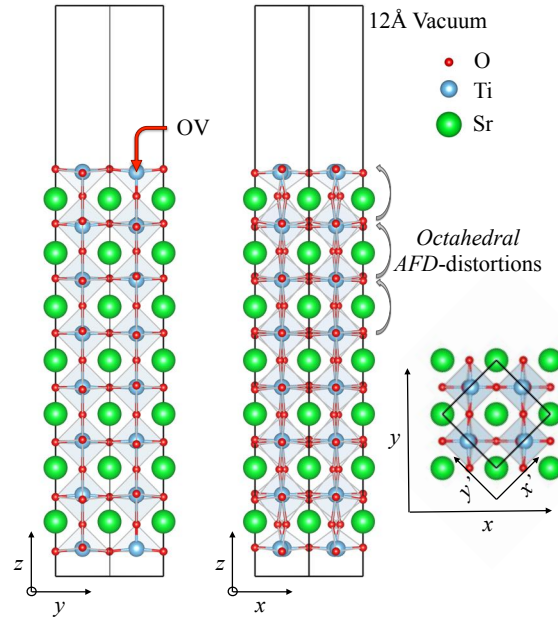 12Å Vacuum
O
Ti
Sr
OV
Octahedral
AFD-distortions
z
y
z
x
y
x
y'
x'